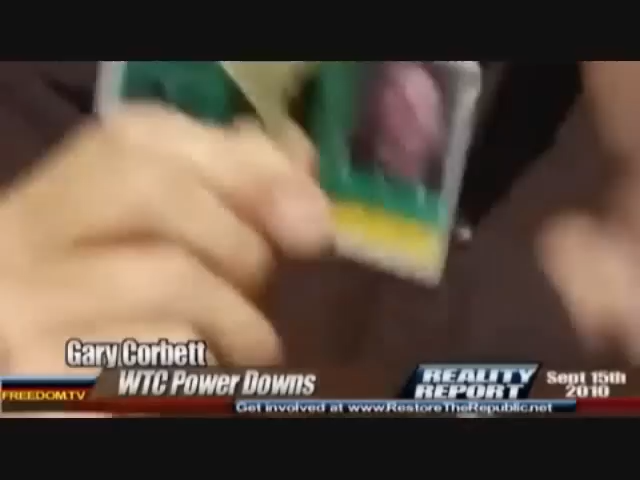 Gary Corbett
WTC Power Downs
REALITY
REPORT
Sept 15th
2010
FREEDOM.TV
Get involved at www.RestoreTheRepublic.net